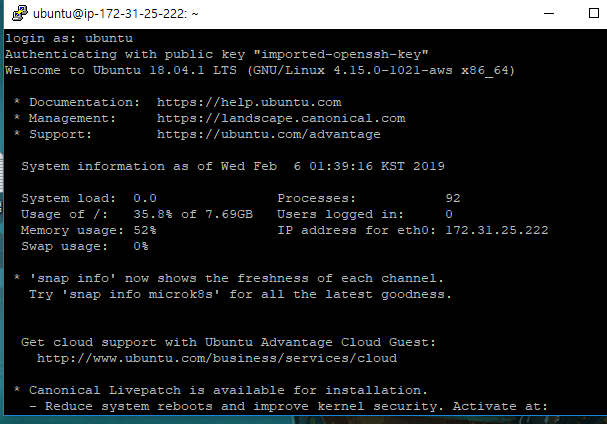 ubuntu@ip-172-31-25-222: ~
login as: ubuntu
Authenticating with public key "imported-openssh-key"
Welcome to Ubuntu 18.04.1 LTS (GNU/Linux 4.15.0-1021-aws x86_64)
* Documentation:  https://help.ubuntu.com
* Management:     https://landscape.canonical.com
* Support:        https://ubuntu.com/advantage
System information as of Wed Feb  6 01:39:16 KST 2019
System load:  0.0               Processes:           92
Usage of /:   35.8% of 7.69GB   Users logged in:     0
Memory usage: 52%               IP address for eth0: 172.31.25.222
Swap usage:   0%
* 'snap info' now shows the freshness of each channel.
Try 'snap info microk8s' for all the latest goodness.
Get cloud support with Ubuntu Advantage Cloud Guest:
http://www.ubuntu.com/business/services/cloud
* Canonical Livepatch is available for installation.
- Reduce system reboots and improve kernel security. Activate at: